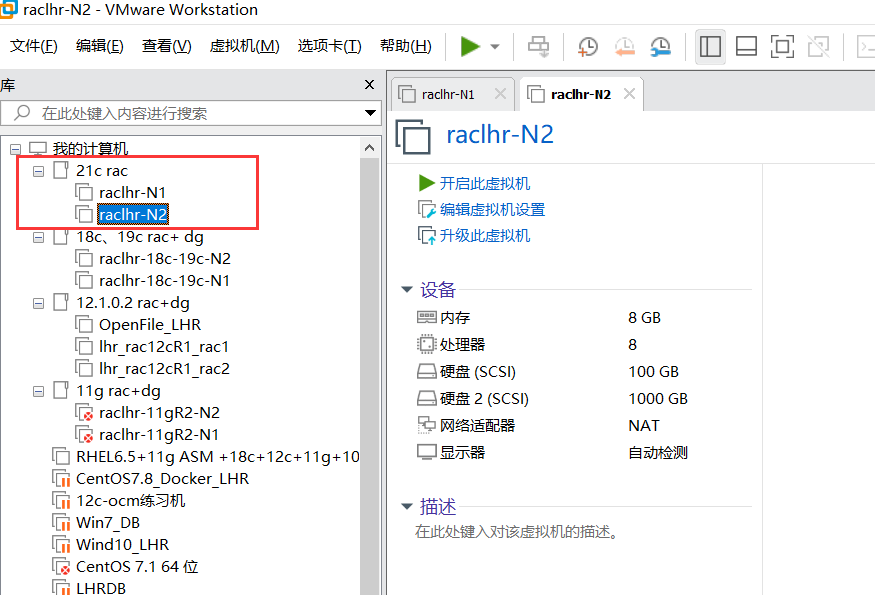 raclhr-N2 - VMware Workstation
文件(F) 编辑(E) 查看(V) 虚拟机(M) 选项卡(T) 帮助(H)
库
在此处键入内容进行搜索
我的计算机
21c rac
raclhr-N1
raclhr-N2
18c、19c rac+ dg
raclhr-18c-19c-N2
raclhr-18c-19c-N1
12.1.0.2 rac+dg
OpenFile_LHR
lhr_rac12cR1_rac1
lhr_rac12cR1_rac2
11g rac+dg
raclhr-11gR2-N2
raclhr-11gR2-N1
RHEL6.5+11g ASM +18c+12c+11g+10
CentOS7.8_Docker_LHR
12c-ocm练习机
Win7_DB
Wind10_LHR
CentOS 7.1 64 位
LHRDB
raclhr-N1 raclhr-N2
raclhr-N2
开启此虚拟机
编辑虚拟机设置
升级此虚拟机
设备
内存 8 GB
处理器 8
硬盘 (SCSI) 100 GB
硬盘 2 (SCSI) 1000 GB
网络适配器 NAT
显示器 自动检测
描述
在此处键入对该虚拟机的描述。